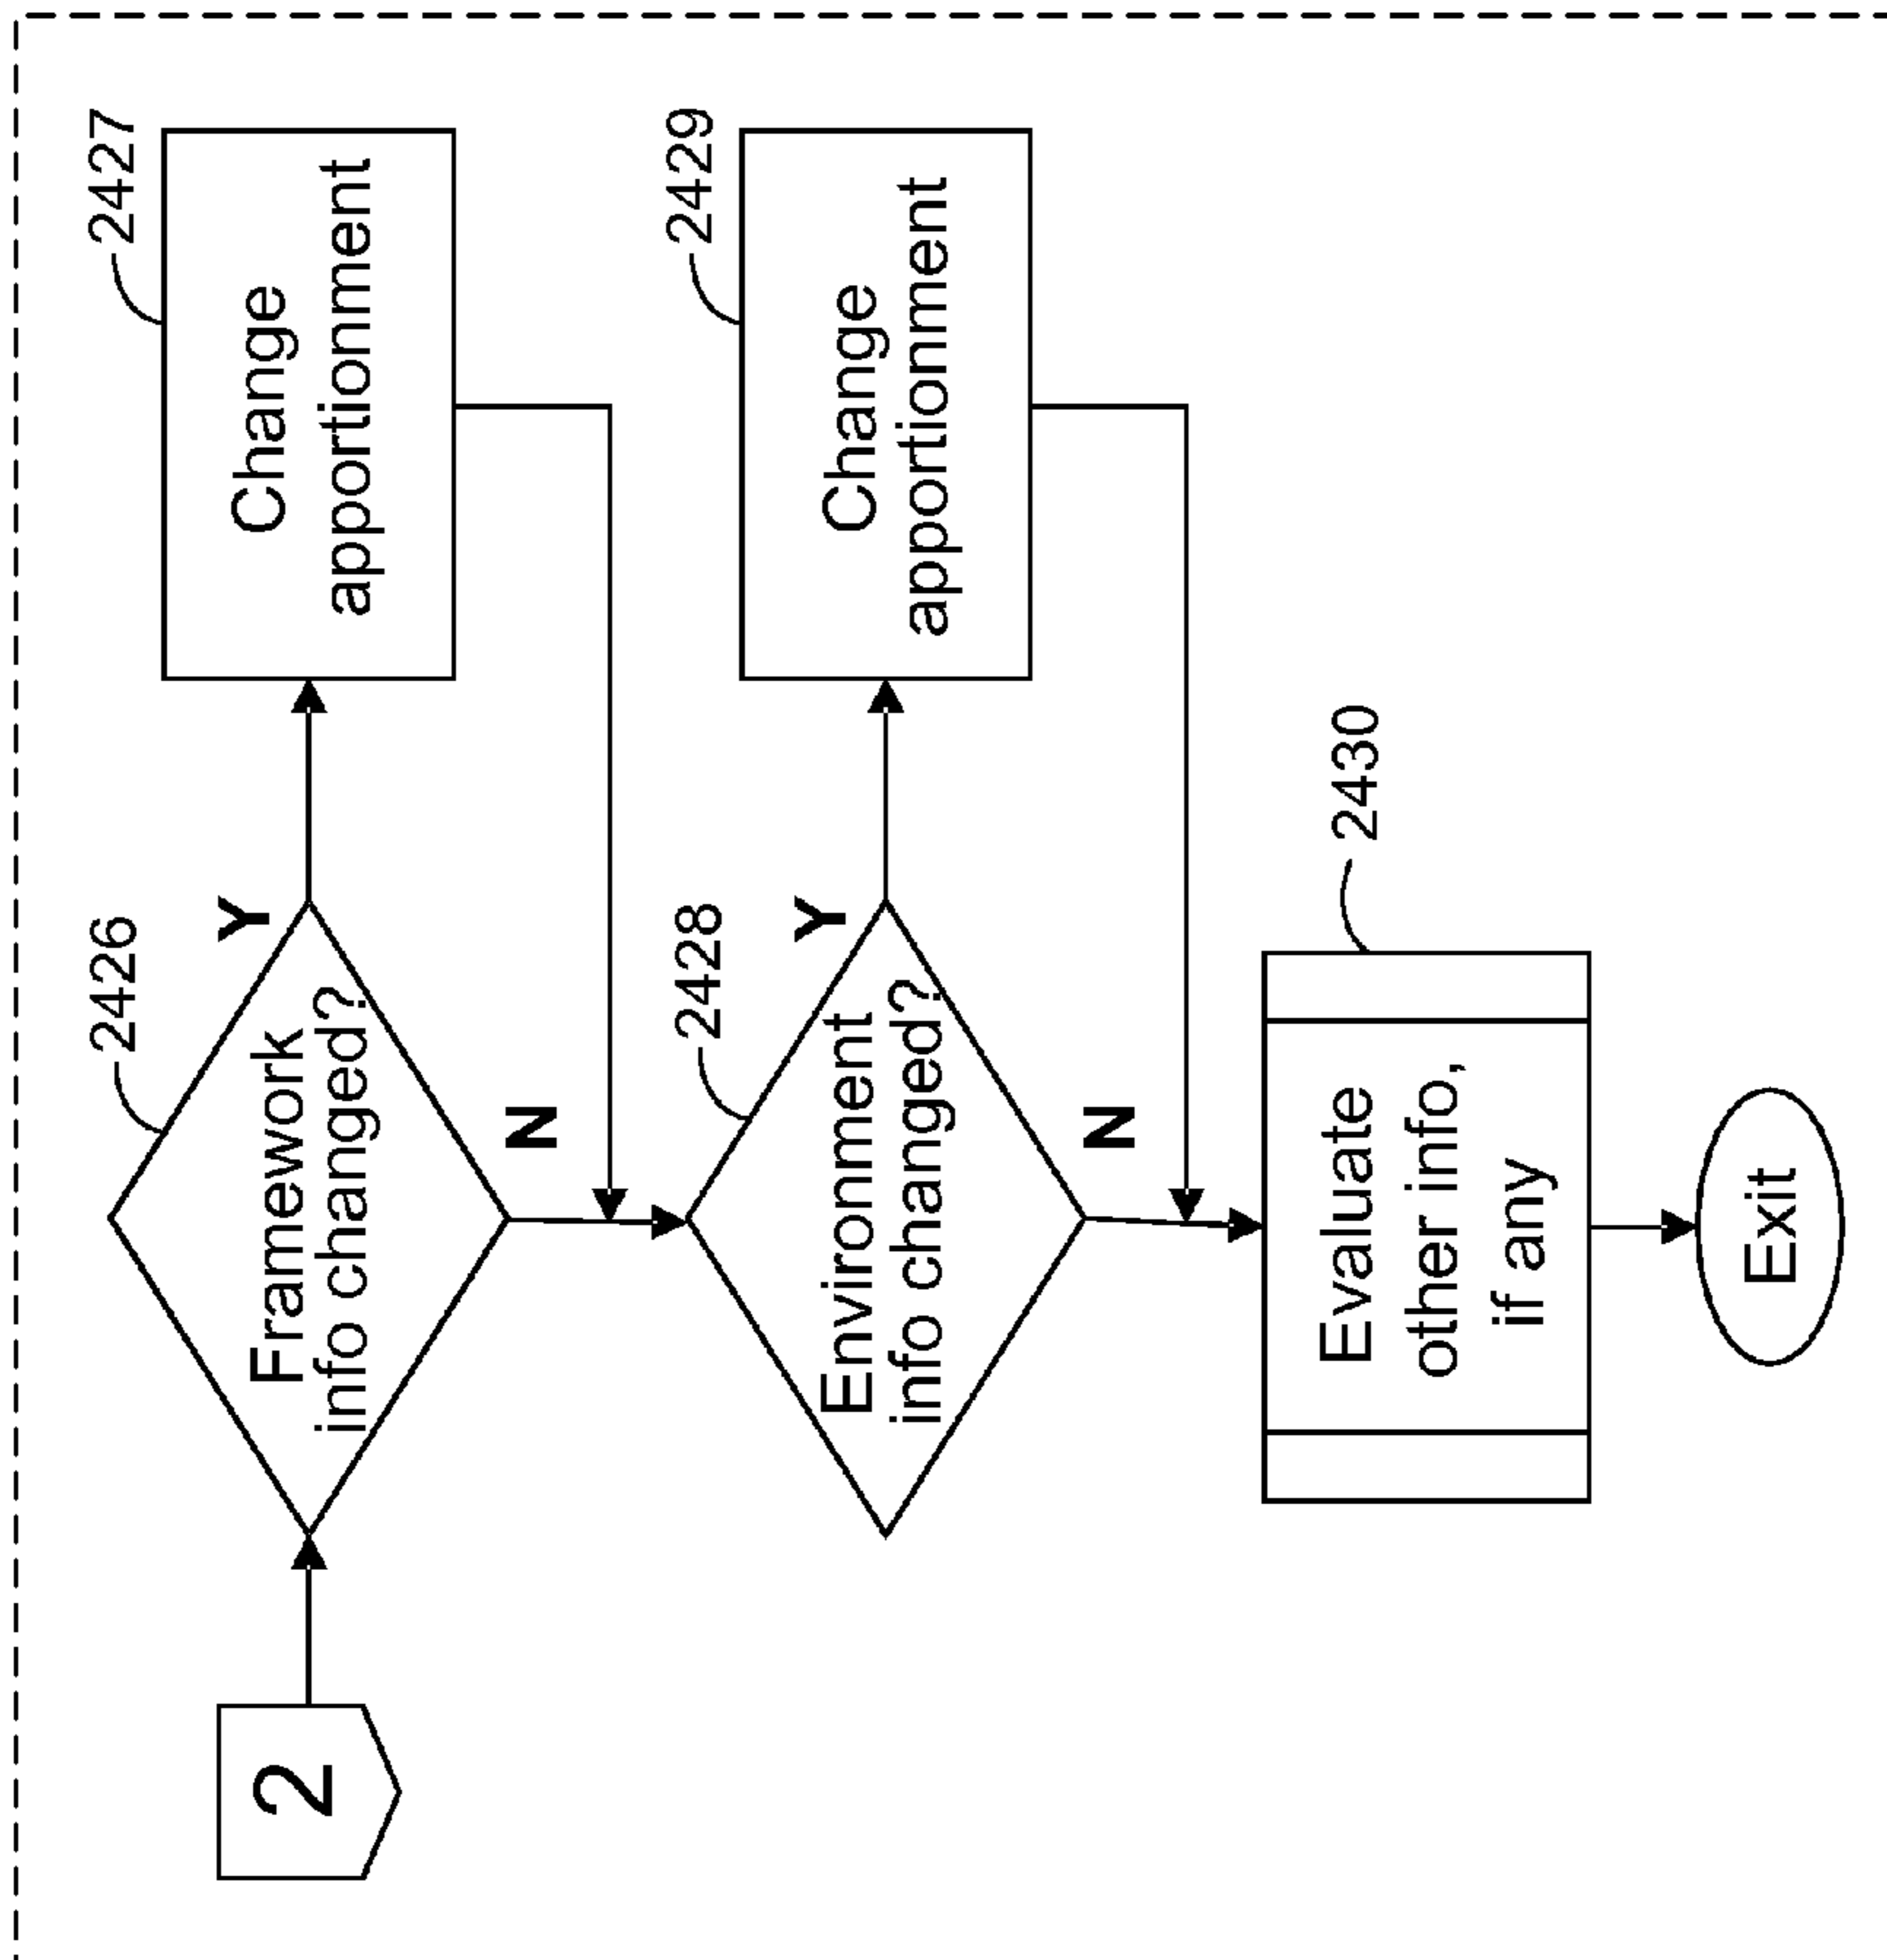 2
2426
Framework
info changed?
Y
N
2427
Change
apportionment
2428
Environment
info changed?
Y
N
2429
Change
apportionment
2430
Evaluate
other info,
if any
Exit